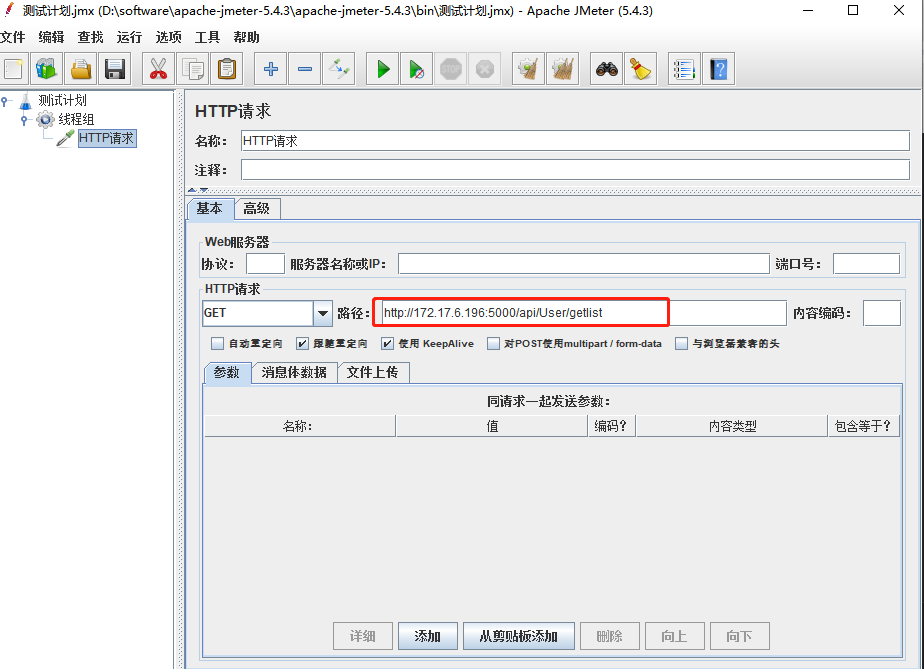 测试计划.jmx (D:\software\apache-jmeter-5.4.3\apache-jmeter-5.4.3\bin\测试计划.jmx) - Apache JMeter (5.4.3)
文件 编辑 查找 运行 选项 工具 帮助
STOP
测试计划
线程组
HTTP请求
HTTP请求
名称： HTTP请求
注释：
基本 高级
Web服务器
协议： 服务器名称或IP： 端口号：
HTTP请求
GET 路径： http://172.17.6.196:5000/api/User/getlist 内容编码：
自动重定向 跟随重定向 使用 KeepAlive 对POST使用multipart / form-data 与浏览器兼容的头
参数 消息体数据 文件上传
同请求一起发送参数：
名称： 值 编码? 内容类型 包含等于?
详细 添加 从剪贴板添加 删除 向上 向下